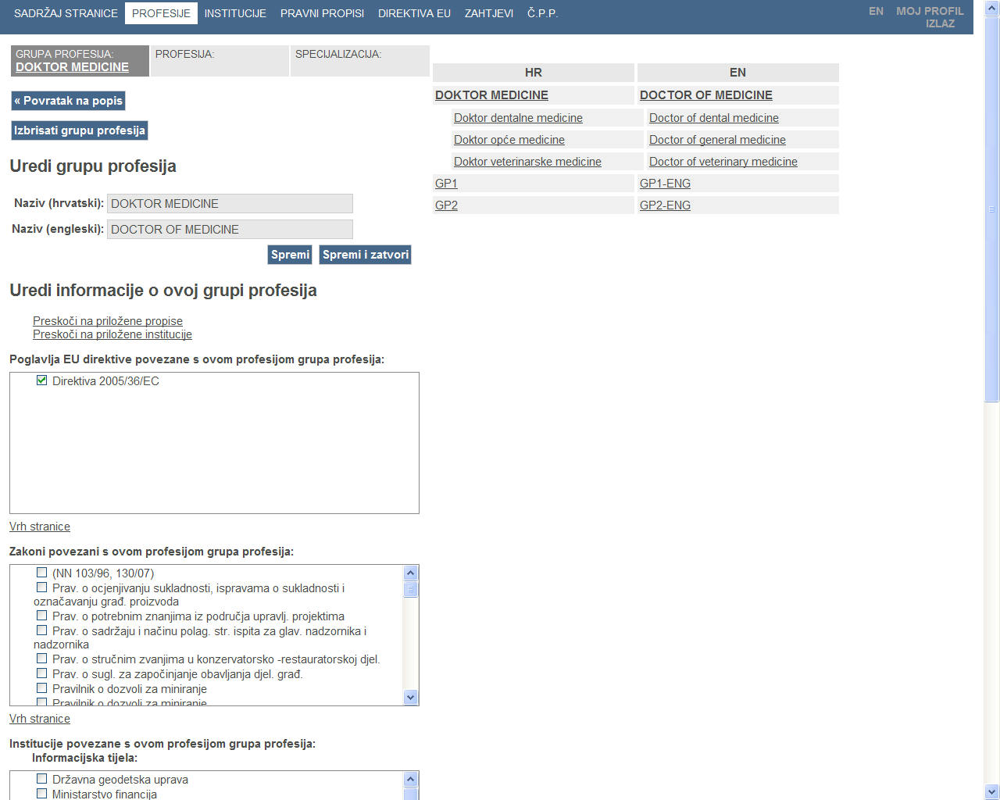 SADRŽAJ STRANICE PROFESIJE INSTITUCIJE PRAVNI PROPISI DIREKTIVA EU ZAHTJEVI Č.P.P. EN MOJ PROFIL
IZLAZ
GRUPA PROFESIJA: PROFESIJA: SPECIJALIZACIJA:
DOKTOR MEDICINE
« Povratak na popis
Izbrisati grupu profesija
Uredi grupu profesija
Naziv (hrvatski): DOKTOR MEDICINE
Naziv (engleski): DOCTOR OF MEDICINE
Spremi Spremi i zatvori
Uredi informacije o ovoj grupi profesija
Preskoči na priložene propise
Preskoči na priložene institucije
Poglavlja EU direktive povezane s ovom profesijom grupa profesija:
Direktiva 2005/36/EC
Vrh stranice
Zakoni povezani s ovom profesijom grupa profesija:
(NN 103/96, 130/07)
Prav. o ocjenjivanju sukladnosti, ispravama o sukladnosti i
označavanju građ. proizvoda
Prav. o potrebnim znanjima iz područja upravlj. projektima
Prav. o sadržaju i načinu polag. str. ispita za glav. nadzornika i
nadzornika
Prav. o stručnim zvanjima u konzervatorsko -restauratorskoj djel.
Prav. o sugl. za započinjanje obavljanja djel. građ.
Pravilnik o dozvoli za miniranje
Pravilnik o dozvoli za miniranje
Vrh stranice
Institucije povezane s ovom profesijom grupa profesija:
Informacijska tijela:
Državna geodetska uprava
Ministarstvo financija
HR EN
DOKTOR MEDICINE DOCTOR OF MEDICINE
Doktor dentalne medicine Doctor of dental medicine
Doktor opće medicine Doctor of general medicine
Doktor veterinarske medicine Doctor of veterinary medicine
GP1 GP1-ENG
GP2 GP2-ENG